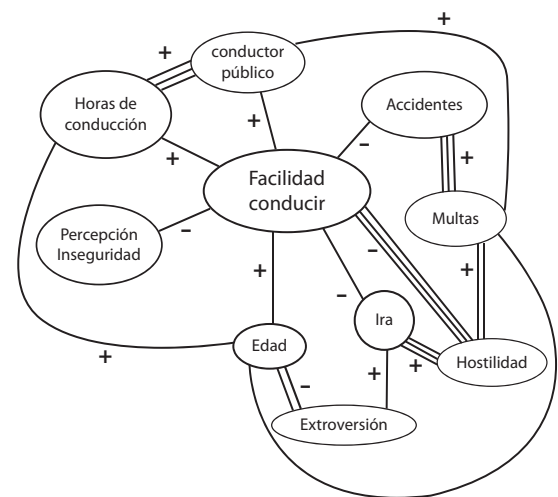 +
+
conductor
público
Horas de
conducción
Accidentes
+
+
–
+
Facilidad
conducir
Percepción
Inseguridad
–
Multas
–
+
+
–
Ira
Edad
+
+
+
Hostilidad
–
Extroversión